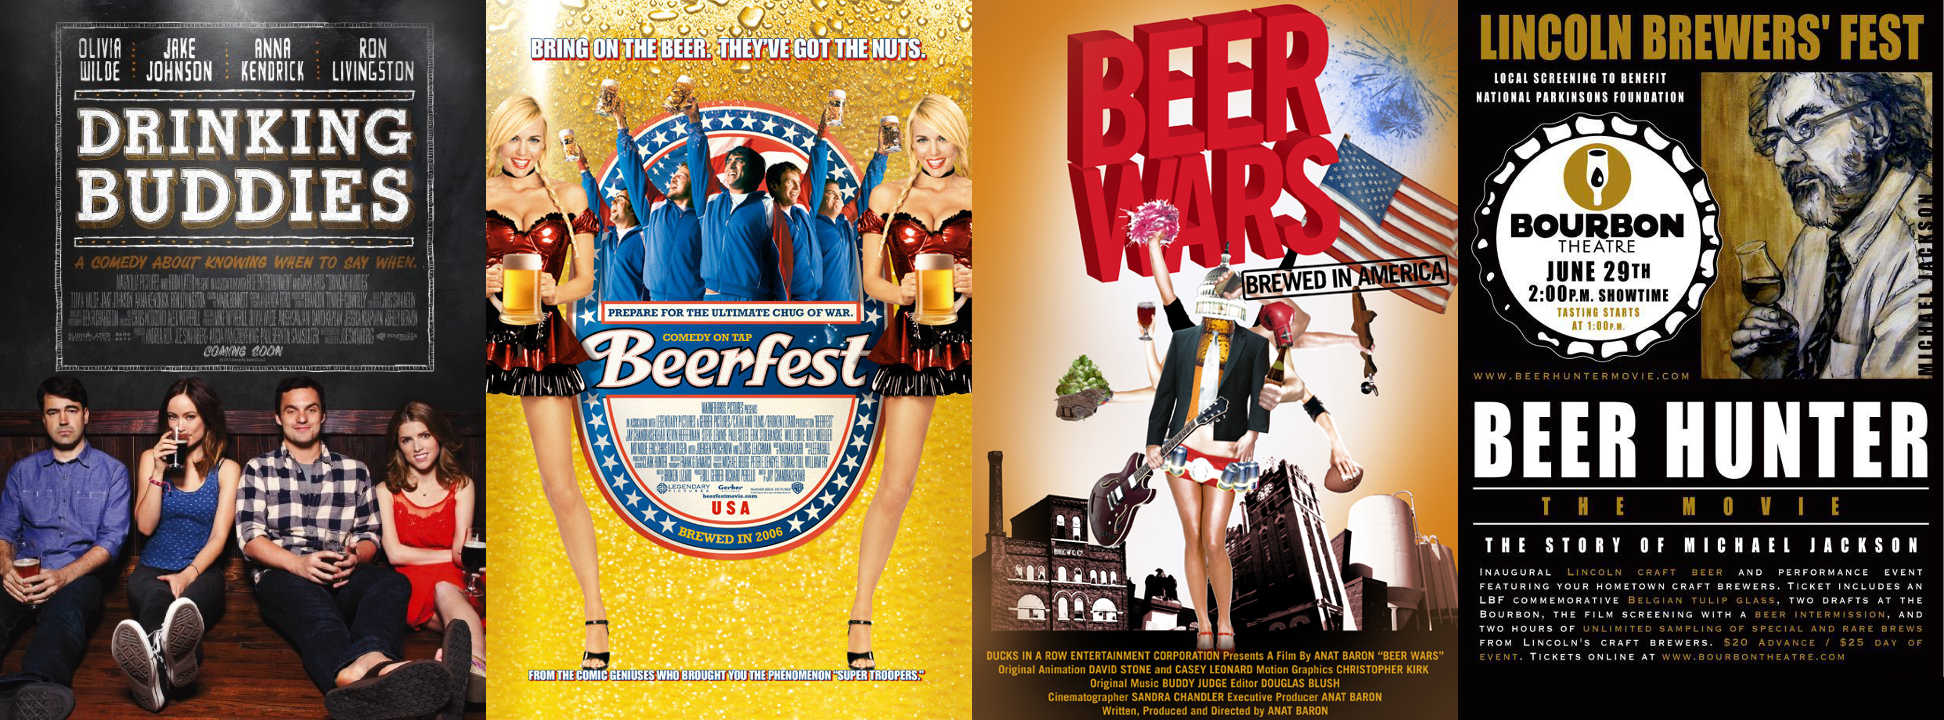 OLIVIA WILDE
JAKE JOHNSON
ANNA KENDRICK
RON LIVINGSTON
DRINKING
BUDDIES
A COMEDY ABOUT KNOWING WHEN TO SAY WHEN.
COMING SOON
BRING ON THE BEER. THEY'VE GOT THE NUTS.
PREPARE FOR THE ULTIMATE CHUG OF WAR.
COMEDY ON TAP
Beerfest
WARNER BROS. PICTURES PRESENTS
LEGENDARY PICTURES
Gerber
beerfestmovie.com
USA
BREWED IN 2006
FROM THE COMIC GENIUSES WHO BROUGHT YOU THE PHENOMENON "SUPER TROOPERS."
BEER
WARS
BREWED IN AMERICA
DUCKS IN A ROW ENTERTAINMENT CORPORATION Presents A Film By ANAT BARON "BEER WARS"
Original Animation DAVID STONE and CASEY LEONARD Motion Graphics CHRISTOPHER KIRK
Original Music BUDDY JUDGE Editor DOUGLAS BLUSH
Cinematographer SANDRA CHANDLER Executive Producer ANAT BARON
Written, Produced and Directed by ANAT BARON
LINCOLN BREWERS' FEST
LOCAL SCREENING TO BENEFIT
NATIONAL PARKINSONS FOUNDATION
BOURBON
THEATRE
JUNE 29TH
2:00P.M. SHOWTIME
TASTING STARTS
AT 1:00P.M.
MICHAEL JACKSON
WWW.BEERHUNTERMOVIE.COM
BEER HUNTER
THE MOVIE
THE STORY OF MICHAEL JACKSON
INAUGURAL LINCOLN CRAFT BEER AND PERFORMANCE EVENT
FEATURING YOUR HOMETOWN CRAFT BREWERS. TICKET INCLUDES AN
LBF COMMEMORATIVE BELGIAN TULIP GLASS, TWO DRAFTS AT THE
BOURBON, THE FILM SCREENING WITH A BEER INTERMISSION, AND
TWO HOURS OF UNLIMITED SAMPLING OF SPECIAL AND RARE BREWS
FROM LINCOLN'S CRAFT BREWERS. $20 ADVANCE / $25 DAY OF
EVENT. TICKETS ONLINE AT WWW.BOURBONTHEATRE.COM